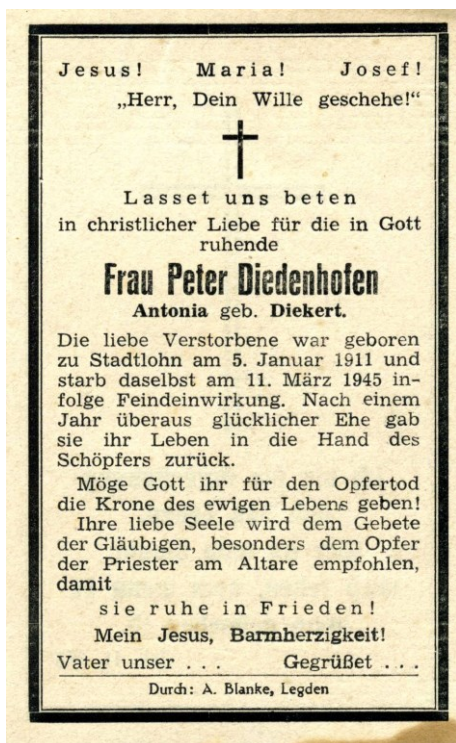 Jesus! Maria! Josef!
„Herr, Dein Wille geschehe!“
Lasset uns beten
in christlicher Liebe für die in Gott
ruhende
Frau Peter Diedenhofen
Antonia geb. Diekert.
Die liebe Verstorbene war geboren
zu Stadtlohn am 5. Januar 1911 und
starb daselbst am 11. März 1945 in-
folge Feindeinwirkung. Nach einem
Jahr überaus glücklicher Ehe gab
sie ihr Leben in die Hand des
Schöpfers zurück.
Möge Gott ihr für den Opfertod
die Krone des ewigen Lebens geben!
Ihre liebe Seele wird dem Gebete
der Gläubigen, besonders dem Opfer
der Priester am Altare empfohlen,
damit
sie ruhe in Frieden!
Mein Jesus, Barmherzigkeit!
Vater unser . . . Gegrüßet . . .
Durch: A. Blanke, Legden